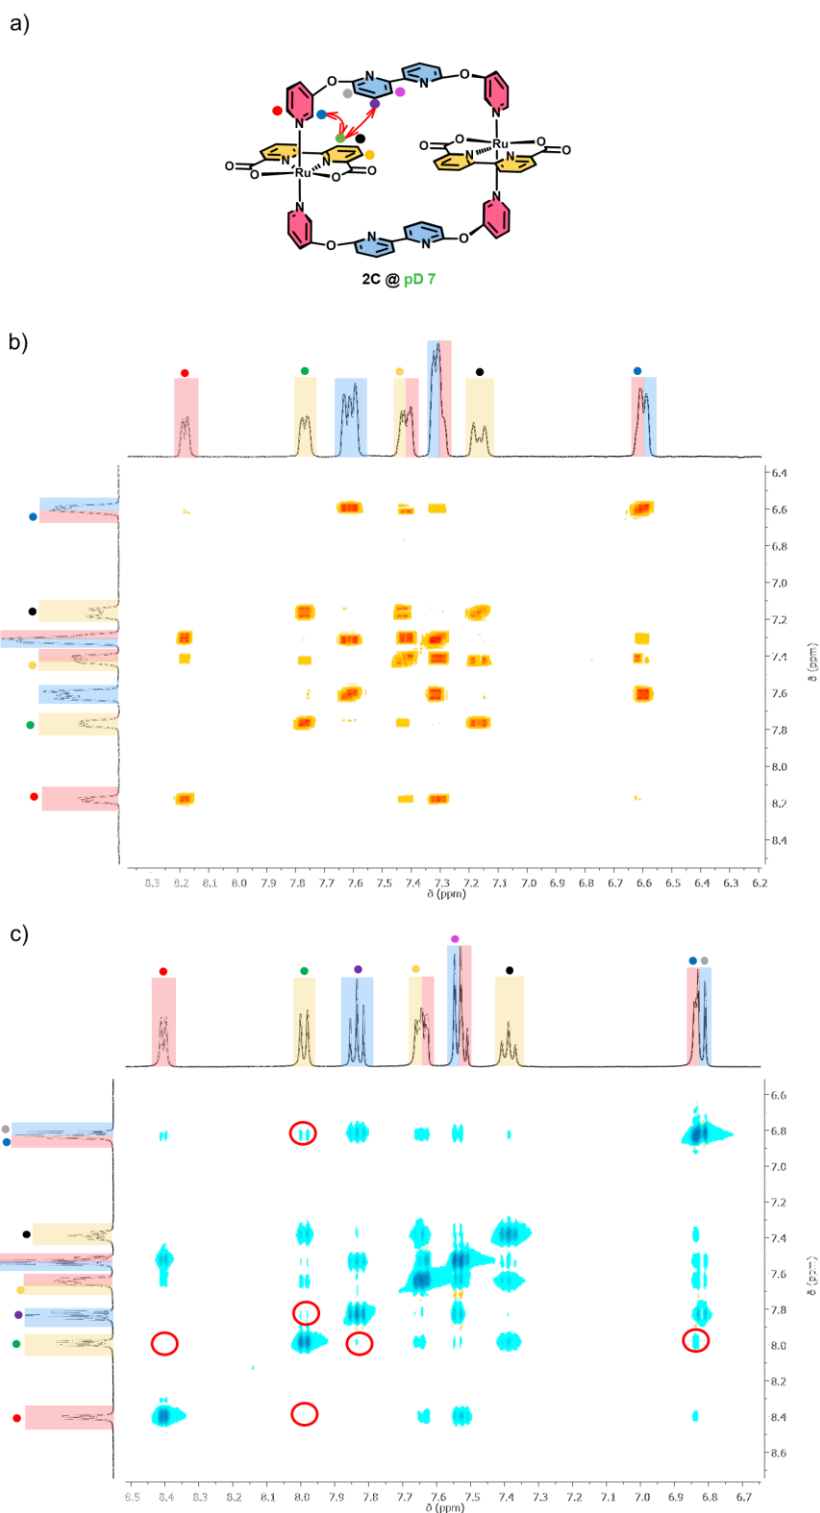 a)
N
N
O
N
N
O
N
N
O
O
Ru
O
O
O
N
N
O
O
Ru
O
O
N
N
N
N
O
N
N
O
2C @ pD 7
b)
6.4
6.6
6.8
7.0
7.2
7.4
7.6
7.8
8.0
8.2
8.4
δ (ppm)
8.3 8.2 8.1 8.0 7.9 7.8 7.7 7.6 7.5 7.4 7.3 7.2 7.1 7.0 6.9 6.8 6.7 6.6 6.5 6.4 6.3 6.2
δ (ppm)
c)
6.6
6.8
7.0
7.2
7.4
7.6
7.8
8.0
8.2
8.4
8.6
δ (ppm)
8.5 8.4 8.3 8.2 8.1 8.0 7.9 7.8 7.7 7.6 7.5 7.4 7.3 7.2 7.1 7.0 6.9 6.8 6.7
δ (ppm)